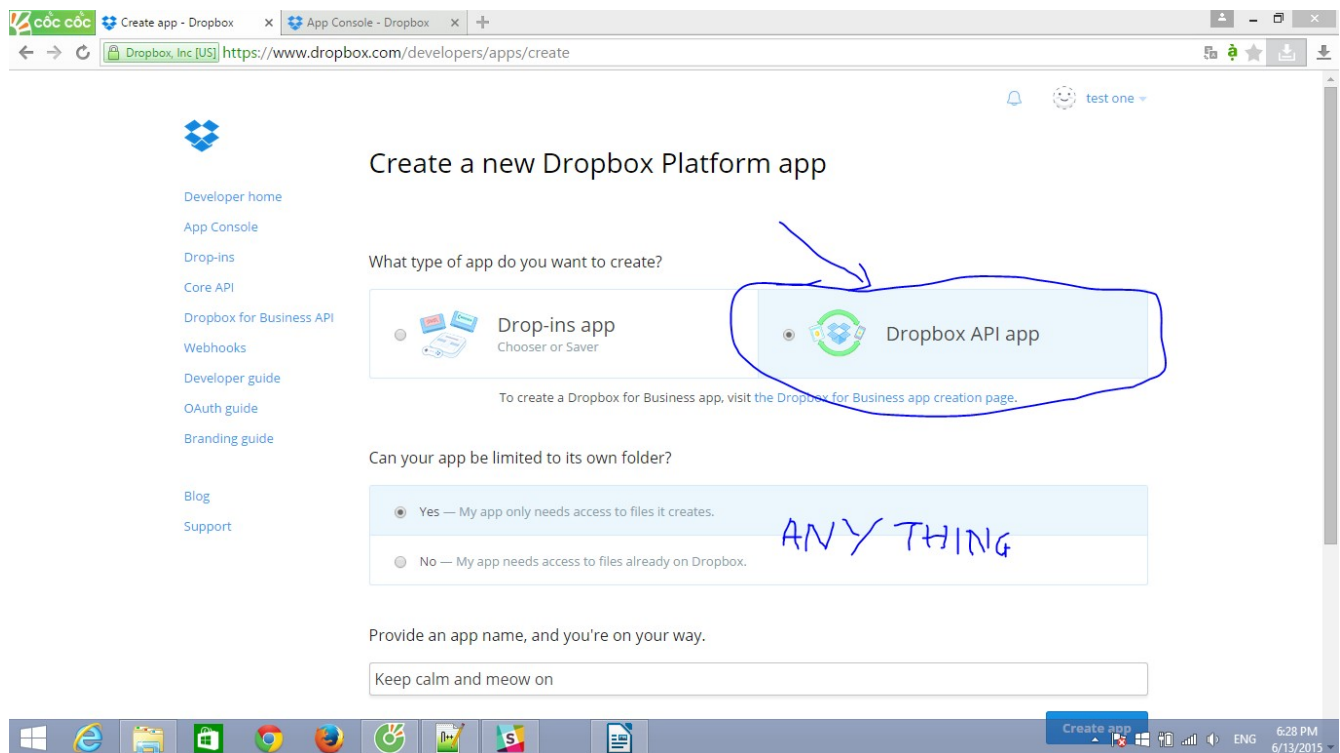 cốc cốc
Create app - Dropbox
App Console - Dropbox
Dropbox, Inc [US]
https://www.dropbox.com/developers/apps/create
test one
Create a new Dropbox Platform app
Developer home
App Console
Drop-ins
Core API
Dropbox for Business API
Webhooks
Developer guide
OAuth guide
Branding guide
Blog
Support
What type of app do you want to create?
Drop-ins app
Chooser or Saver
Dropbox API app
To create a Dropbox for Business app, visit the Dropbox for Business app creation page.
Can your app be limited to its own folder?
Yes — My app only needs access to files it creates.
No — My app needs access to files already on Dropbox.
ANY THING
Provide an app name, and you're on your way.
Keep calm and meow on
Create app
ENG
6:28 PM
6/13/2015